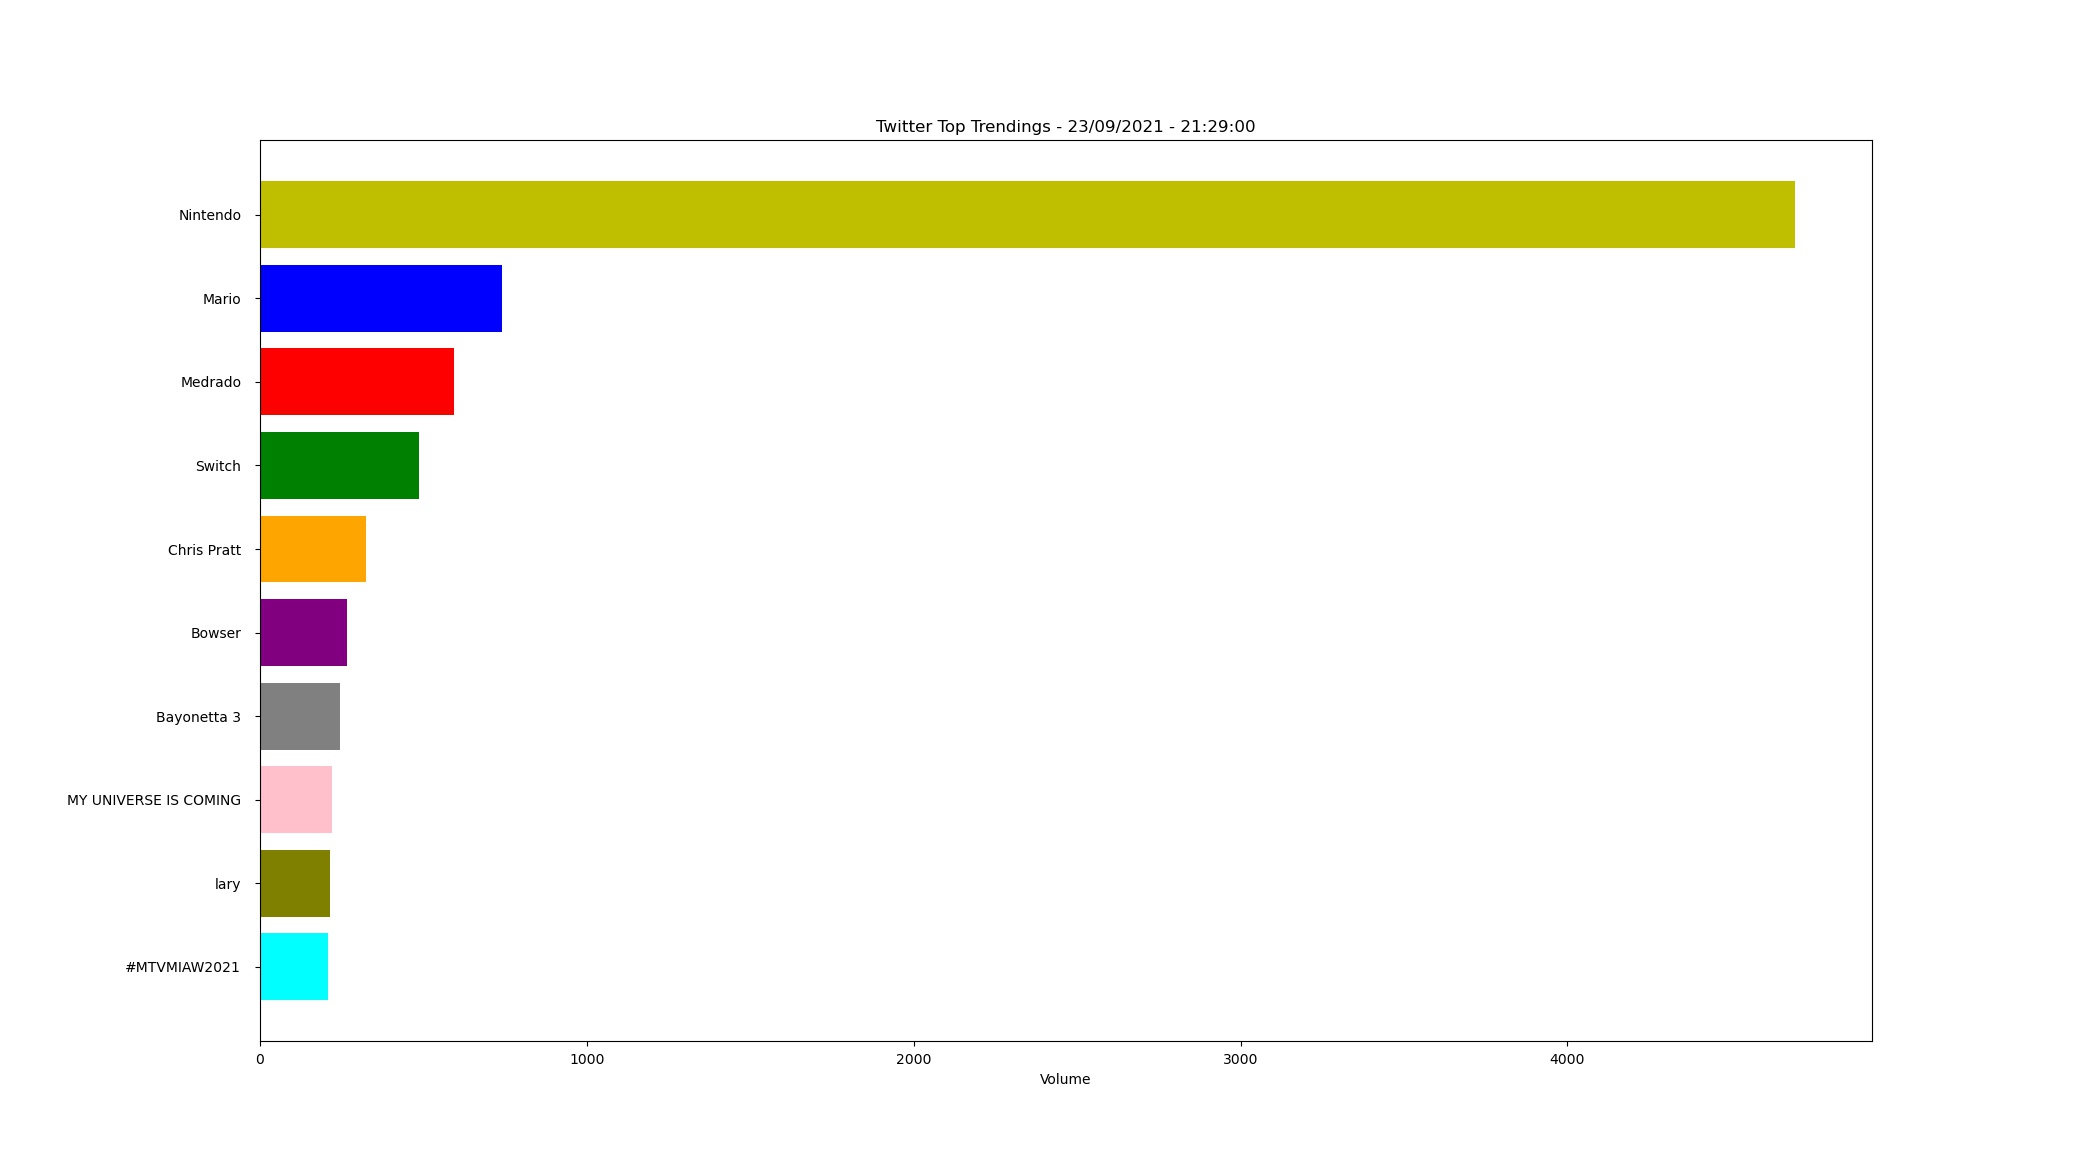 Twitter Top Trendings - 23/09/2021 - 21:29:00
Nintendo
Mario
Medrado
Switch
Chris Pratt
Bowser
Bayonetta 3
MY UNIVERSE IS COMING
lary
#MTVMIAW2021
0 1000 2000 3000 4000
Volume